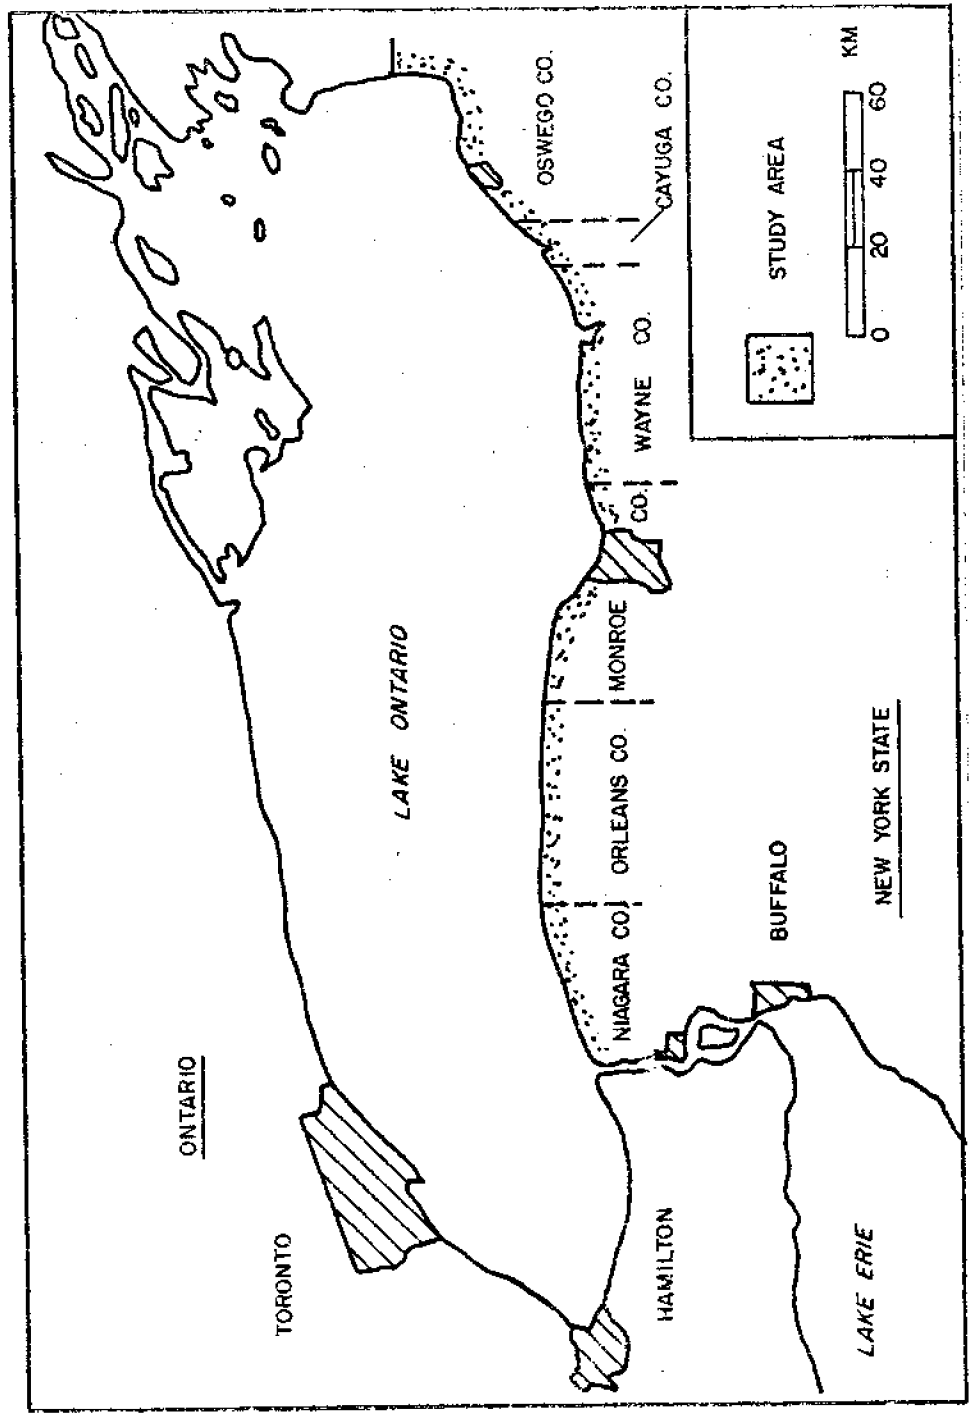 ONTARIO
TORONTO
LAKE ONTARIO
HAMILTON
LAKE ERIE
BUFFALO
NEW YORK STATE
NIAGARA CO.
ORLEANS CO.
MONROE CO.
WAYNE CO.
CAYUGA CO.
OSWEGO CO.
STUDY AREA
0 20 40 60
KM